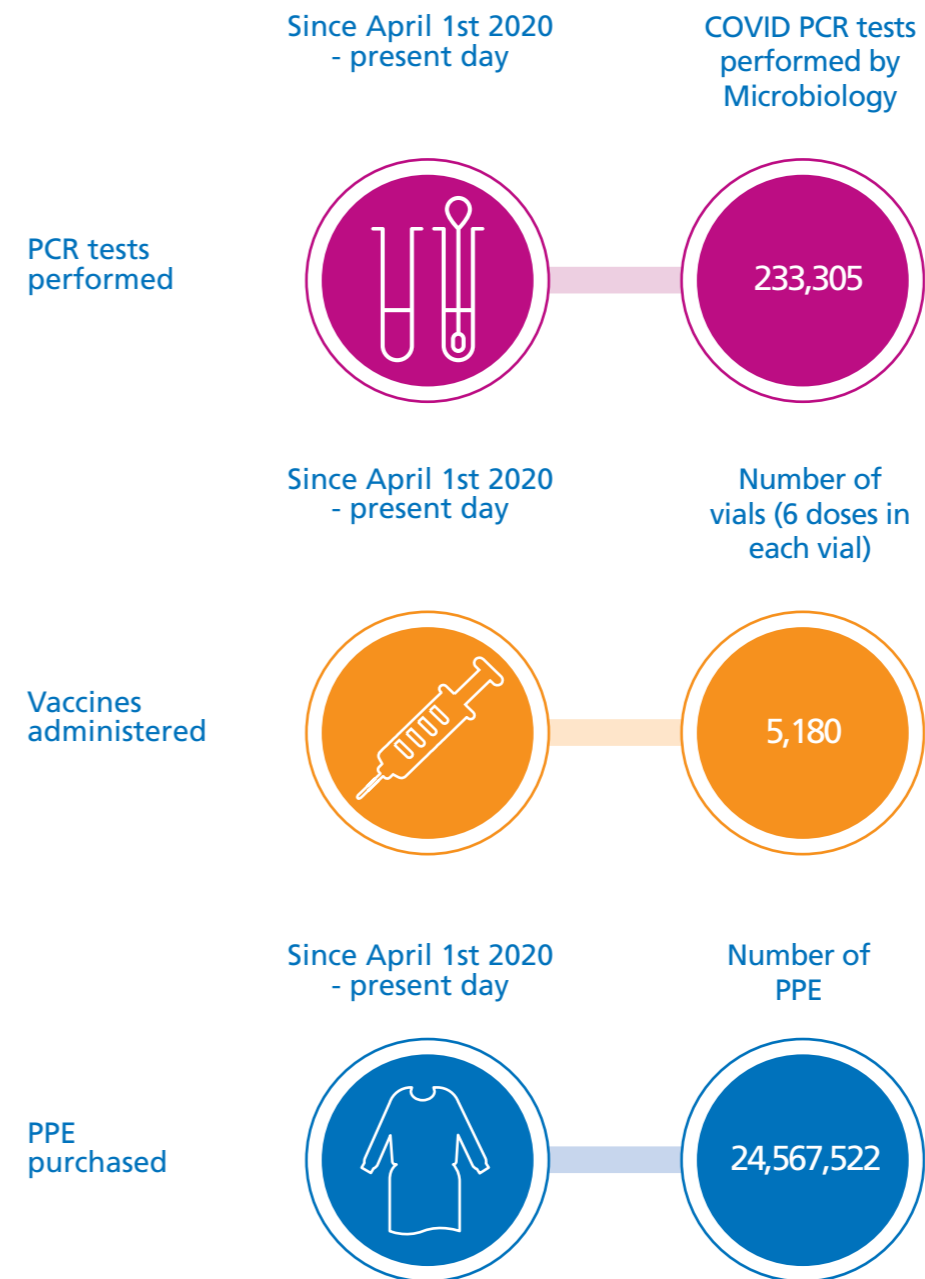 Since April 1st 2020
- present day
COVID PCR tests
performed by
Microbiology
PCR tests
performed
233,305
Since April 1st 2020
- present day
Number of
vials (6 doses in
each vial)
Vaccines
administered
5,180
Since April 1st 2020
- present day
Number of
PPE
PPE
purchased
24,567,522